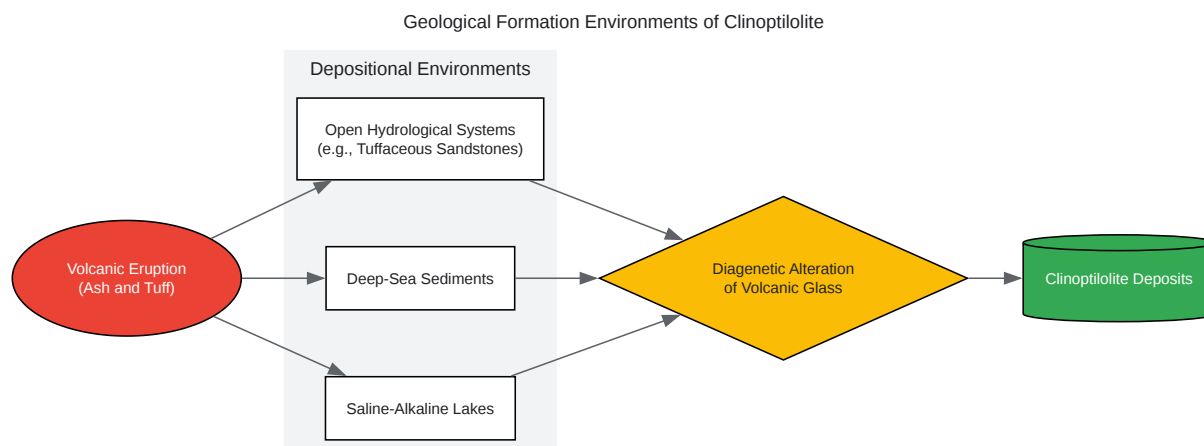 Geological Formation Environments of Clinoptilolite
Depositional Environments
Open Hydrological Systems
(e.g., Tuffaceous Sandstones)
Volcanic Eruption
(Ash and Tuff)
Deep-Sea Sediments
Diagenetic Alteration
of Volcanic Glass
Clinoptilolite Deposits
Saline-Alkaline Lakes